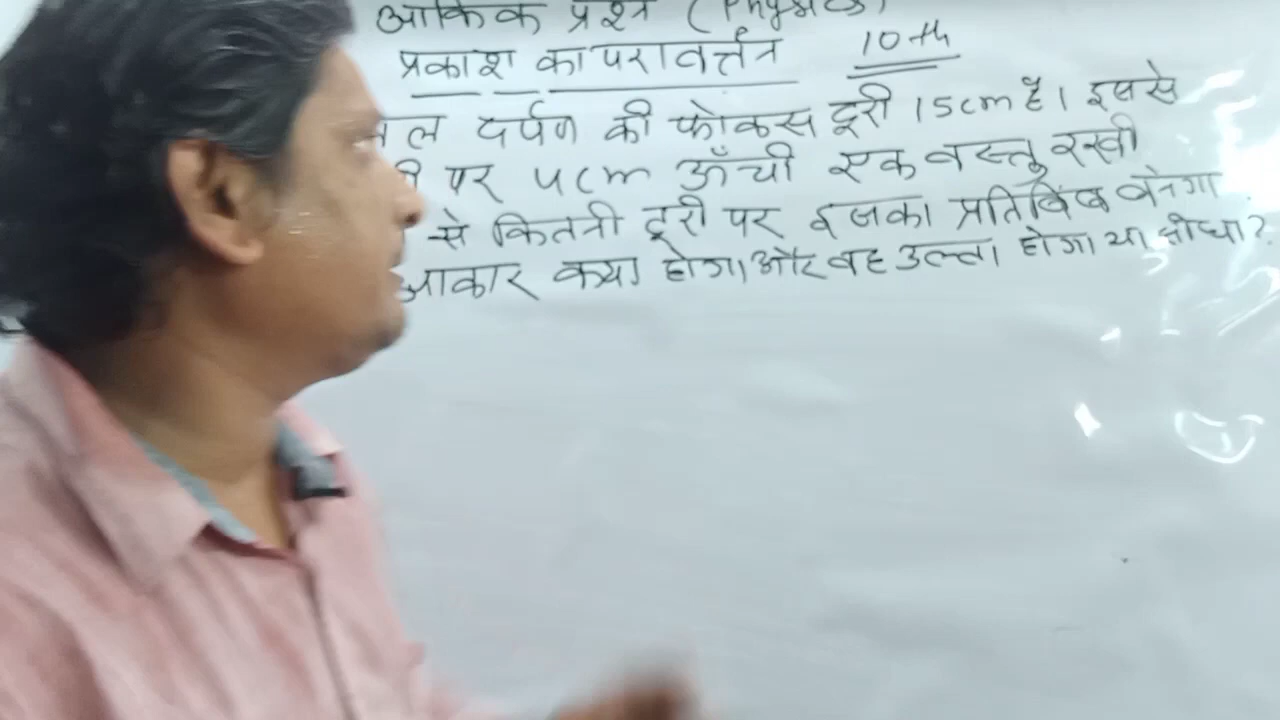 आंकिक प्रश्न (Physics)
प्रकाश का परावर्त्तन 10th
तल दर्पण की फोकस दूरी 15cm है। इससे
पर 4cm ऊँची एक वस्तु रखी
से कितनी दूरी पर इसका प्रतिबिंब बनेगा
आकार क्या होगा और वह उल्टा होगा या सीधा?